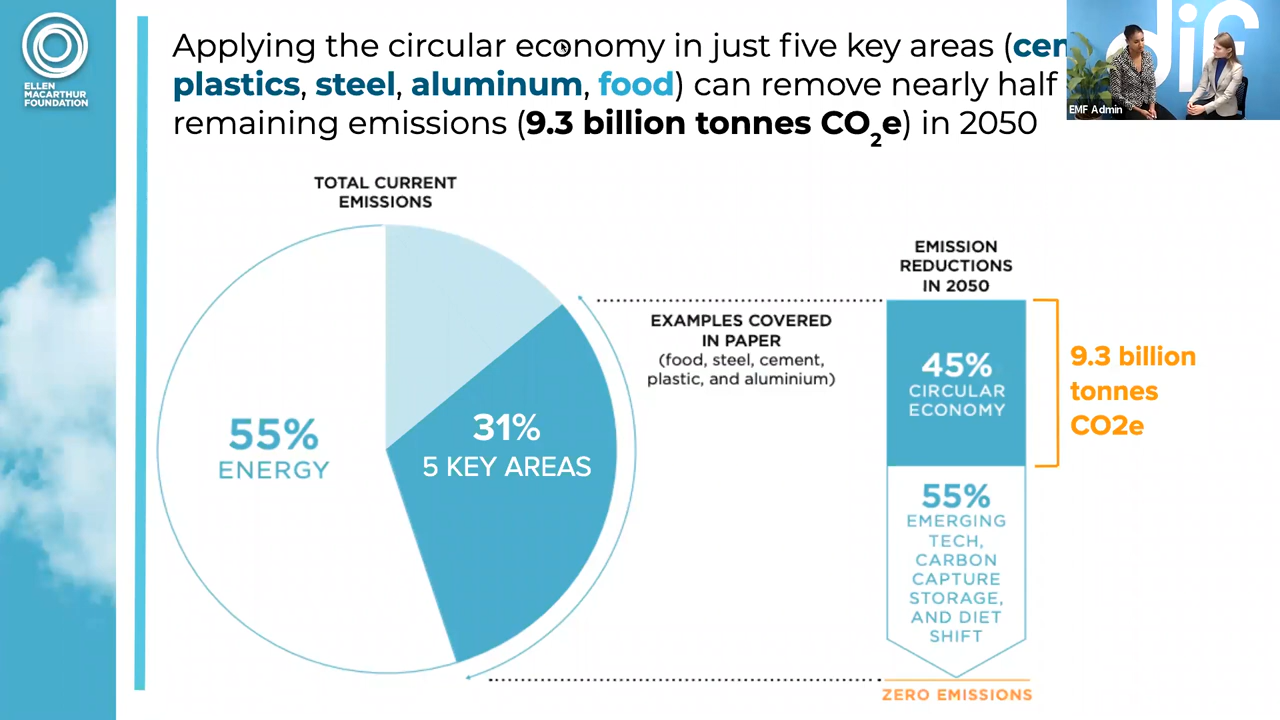 ELLEN
MACARTHUR
FOUNDATION
Applying the circular economy in just five key areas (cem
plastics, steel, aluminum, food) can remove nearly half
remaining emissions (9.3 billion tonnes CO2e) in 2050
dif
EMF Admin
TOTAL CURRENT
EMISSIONS
55%
ENERGY
31%
5 KEY AREAS
EXAMPLES COVERED
IN PAPER
(food, steel, cement,
plastic, and aluminium)
EMISSION
REDUCTIONS
IN 2050
45%
CIRCULAR
ECONOMY
9.3 billion
tonnes
CO2e
55%
EMERGING
TECH,
CARBON
CAPTURE
STORAGE,
AND DIET
SHIFT
ZERO EMISSIONS